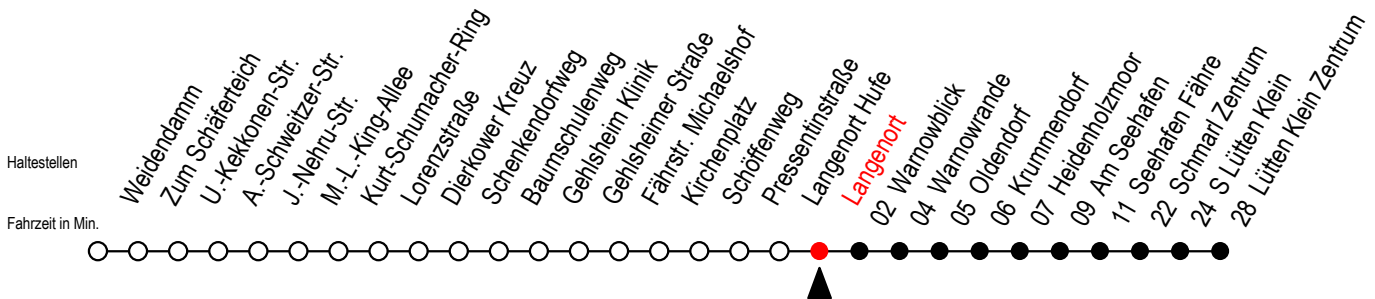 Haltestellen
Weidendamm
Zum Schäferteich
U.-Kekkonen-Str.
A.-Schweitzer-Str.
J.-Nehru-Str.
M.-L.-King-Allee
Kurt-Schumacher-Ring
Lorenzstraße
Dierkower Kreuz
Schenkendorfweg
Baumschulenweg
Gehlsheim Klinik
Gehlsheimer Straße
Fährstr. Michaelshof
Kirchenplatz
Schöffenweg
Pressentinstraße
Langenort Hufe
Langenort
02 Warnowblick
04 Warnowrande
05 Oldendorf
06 Krummendorf
07 Heidenholzmoor
09 Am Seehafen
11 Seehafen Fähre
22 Schmarl Zentrum
24 S Lütten Klein
28 Lütten Klein Zentrum
Fahrzeit in Min.